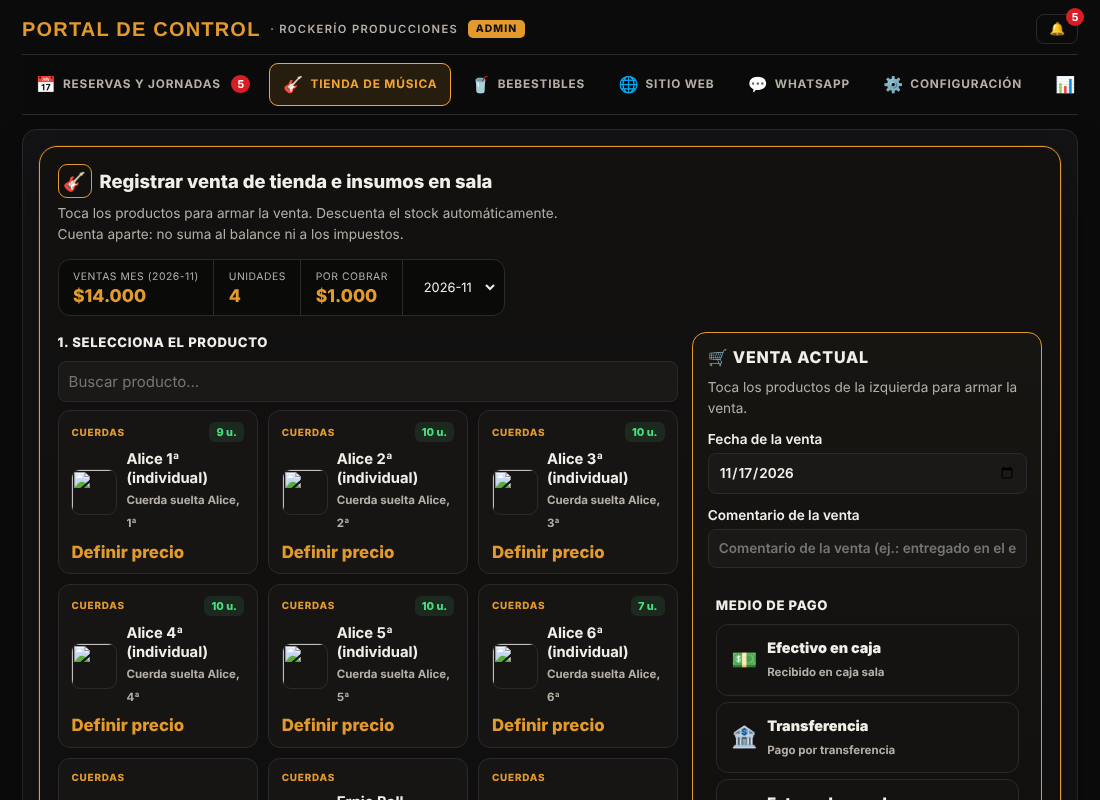 PORTAL DE CONTROL · ROCKERÍO PRODUCCIONES ADMIN
5
RESERVAS Y JORNADAS 5 TIENDA DE MÚSICA BEBESTIBLES SITIO WEB WHATSAPP CONFIGURACIÓN
Registrar venta de tienda e insumos en sala
Toca los productos para armar la venta. Descuenta el stock automáticamente.
Cuenta aparte: no suma al balance ni a los impuestos.
VENTAS MES (2026-11)
$14.000
UNIDADES
4
POR COBRAR
$1.000
2026-11
1. SELECCIONA EL PRODUCTO
Buscar producto...
CUERDAS 9 u.
Alice 1ª
(individual)
Cuerda suelta Alice,
1ª
Definir precio
CUERDAS 10 u.
Alice 2ª
(individual)
Cuerda suelta Alice,
2ª
Definir precio
CUERDAS 10 u.
Alice 3ª
(individual)
Cuerda suelta Alice,
3ª
Definir precio
CUERDAS 10 u.
Alice 4ª
(individual)
Cuerda suelta Alice,
4ª
Definir precio
CUERDAS 10 u.
Alice 5ª
(individual)
Cuerda suelta Alice,
5ª
Definir precio
CUERDAS 7 u.
Alice 6ª
(individual)
Cuerda suelta Alice,
6ª
Definir precio
CUERDAS
CUERDAS
Ernie Ball
CUERDAS
VENTA ACTUAL
Toca los productos de la izquierda para armar la
venta.
Fecha de la venta
11/17/2026
Comentario de la venta
Comentario de la venta (ej.: entregado en el e
MEDIO DE PAGO
Efectivo en caja
Recibido en caja sala
Transferencia
Pago por transferencia